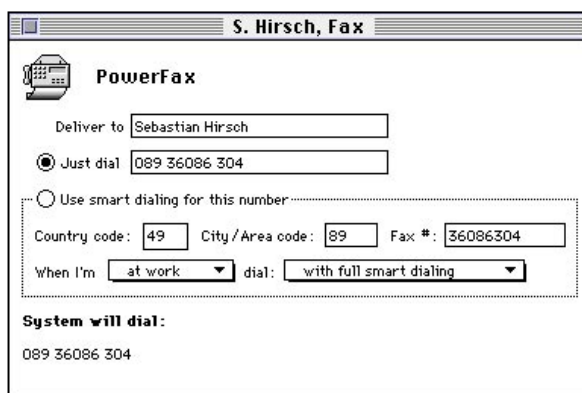 S. Hirsch, Fax
PowerFax
Deliver to Sebastian Hirsch
Just dial 089 36086 304
Use smart dialing for this number
Country code: 49 City/Area code: 89 Fax #: 36086304
When I'm at work dial: with full smart dialing
System will dial:
089 36086 304